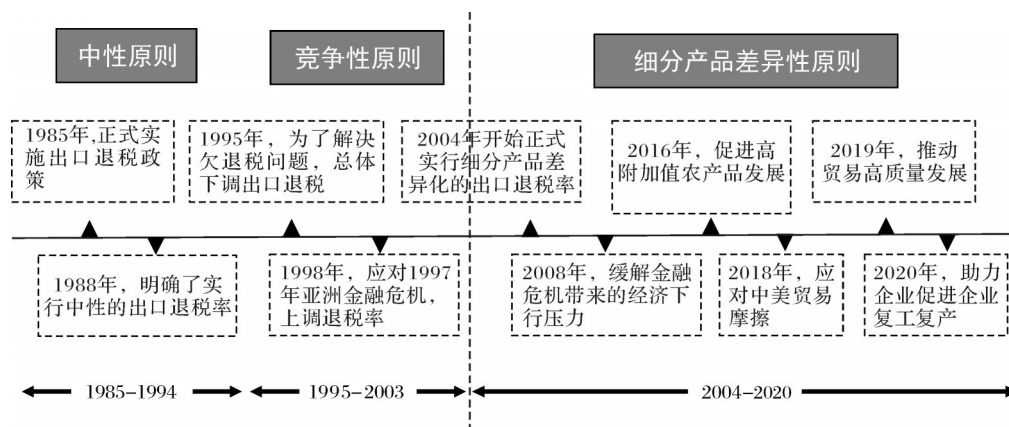 中性原则
竞争性原则
细分产品差异性原则
1985年,正式实
施出口退税政
策
1995年，为了解决
欠退税问题，总体
下调出口退税
2004年开始正式
实行细分产品差
异化的出口退税率
2016年，促进高
附加值农产品发展
2019年，推动
贸易高质量发展
1988年，明确了实
行中性的出口退税率
1998年，应对1997
年亚洲金融危机，
上调退税率
2008年，缓解金融
危机带来的经济下
行压力
2018年，应
对中美贸易
摩擦
2020年，助力
企业促进企业
复工复产
1985-1994
1995-2003
2004-2020